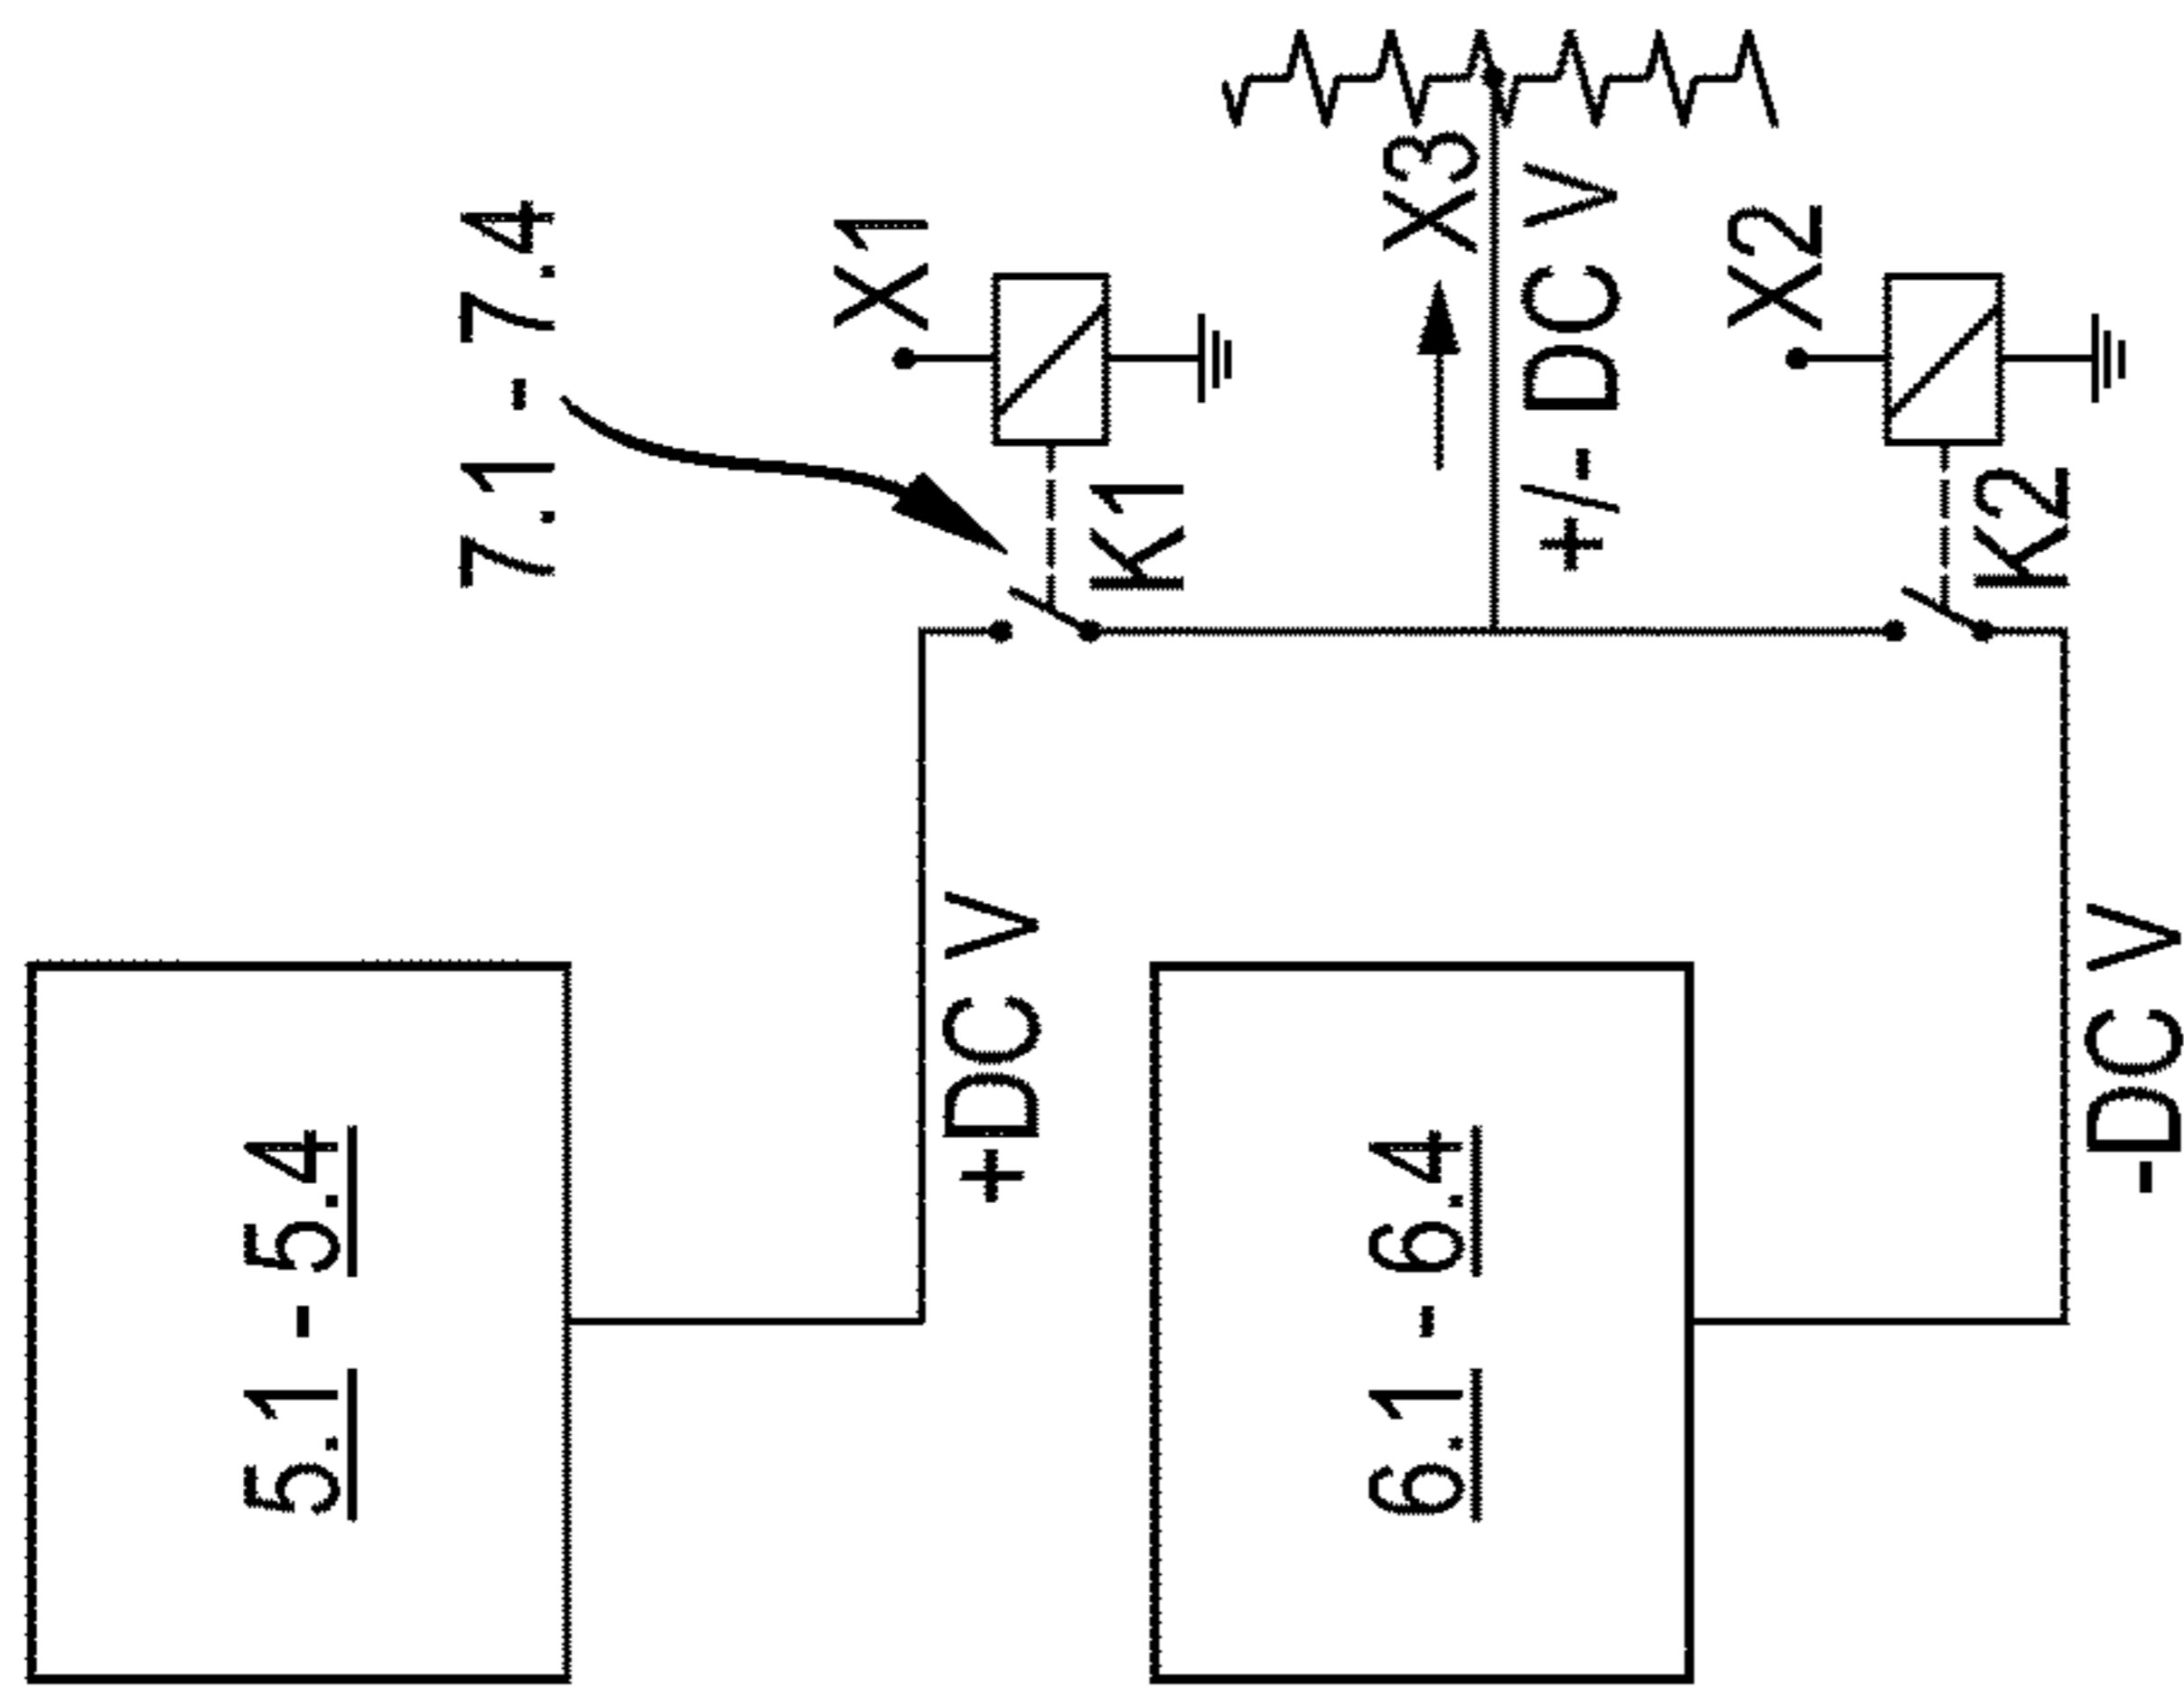 7.1 - 7.4
5.1 - 5.4
X1
K1
+DC V
X3
+/- DC V
6.1 - 6.4
X2
K2
-DC V